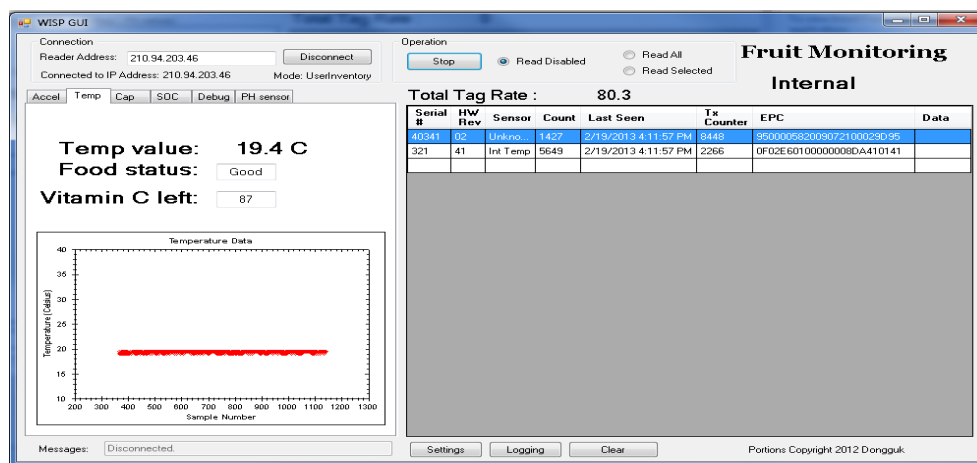 WISP GUI
Connection
Reader Address: 210.94.203.46 Disconnect
Connected to IP Address: 210.94.203.46 Mode: UserInventory
Operation
Stop Read Disabled Read All
Read Selected
Fruit Monitoring
Internal
Accel Temp Cap SOC Debug PH sensor
Temp value: 19.4 C
Food status: Good
Vitamin C left: 87
Temperature Data
Temperature (Celsius)
40
35
30
25
20
15
10
200 300 400 500 600 700 800 900 1000 1100 1200 1300
Sample Number
Total Tag Rate : 80.3
Serial # HW Rev Sensor Count Last Seen Tx Counter EPC Data
40341 02 Unkno... 1427 2/19/2013 4:11:57 PM 8448 950000582009072100029D95
321 41 Int Temp 5649 2/19/2013 4:11:57 PM 2266 0F02E60100000008DA410141
Messages: Disconnected.
Settings Logging Clear Portions Copyright 2012 Dongguk